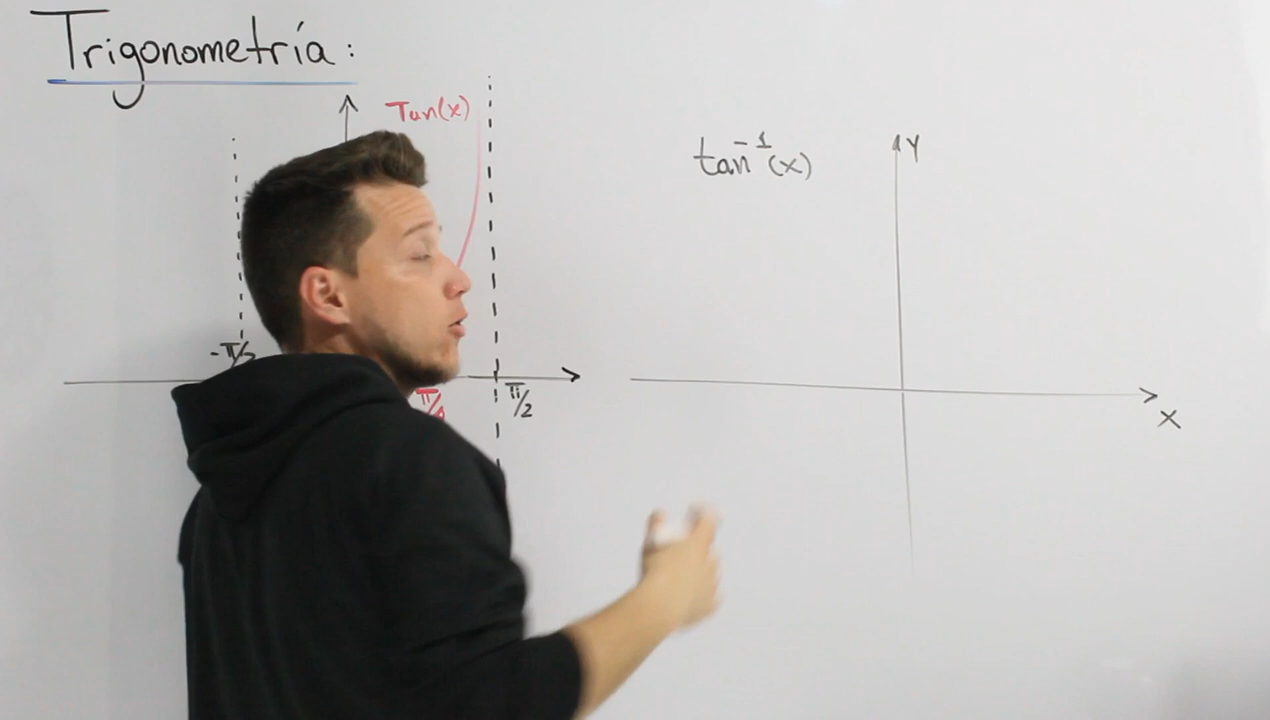 Trigonometría:
Tan(x)
tan⁻¹(x)
Y
-π/2
π/2
X